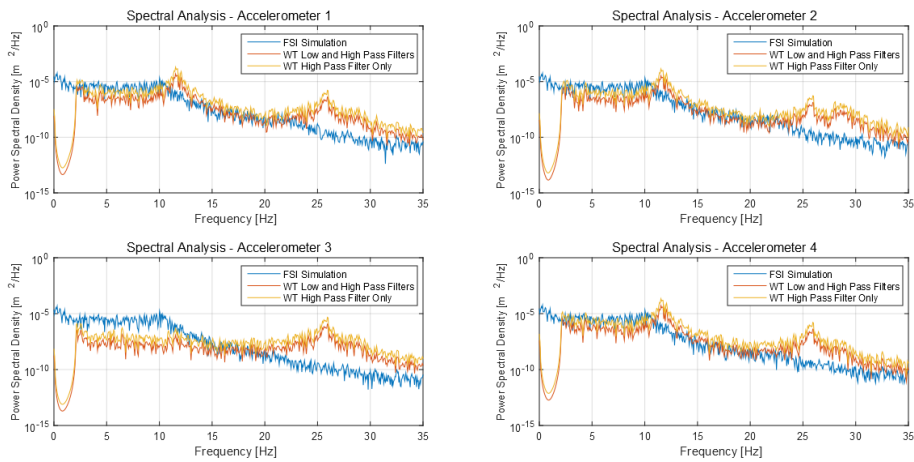 Spectral Analysis - Accelerometer 1
10^0
10^-5
10^-10
10^-15
Power Spectral Density [m^2/Hz]
FSI Simulation
WT Low and High Pass Filters
WT High Pass Filter Only
0 5 10 15 20 25 30 35
Frequency [Hz]
Spectral Analysis - Accelerometer 2
10^0
10^-5
10^-10
10^-15
Power Spectral Density [m^2/Hz]
FSI Simulation
WT Low and High Pass Filters
WT High Pass Filter Only
0 5 10 15 20 25 30 35
Frequency [Hz]
Spectral Analysis - Accelerometer 3
10^0
10^-5
10^-10
10^-15
Power Spectral Density [m^2/Hz]
FSI Simulation
WT Low and High Pass Filters
WT High Pass Filter Only
0 5 10 15 20 25 30 35
Frequency [Hz]
Spectral Analysis - Accelerometer 4
10^0
10^-5
10^-10
10^-15
Power Spectral Density [m^2/Hz]
FSI Simulation
WT Low and High Pass Filters
WT High Pass Filter Only
0 5 10 15 20 25 30 35
Frequency [Hz]